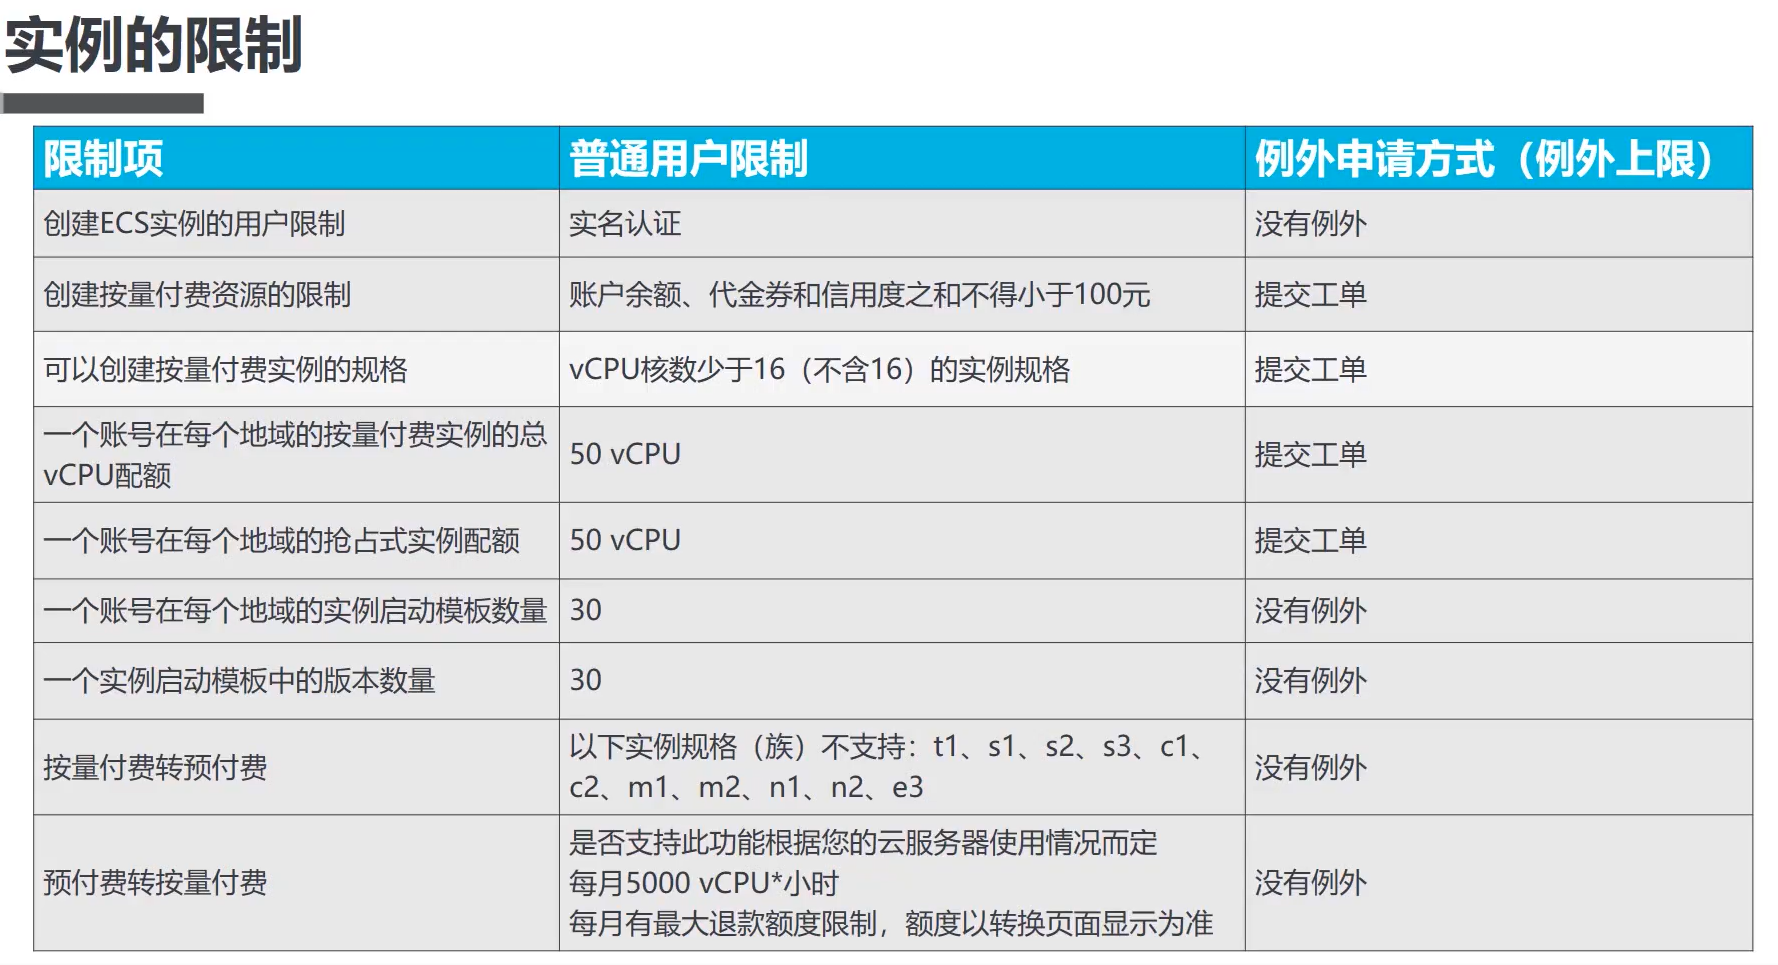 实例的限制
限制项 普通用户限制 例外申请方式（例外上限）
创建ECS实例的用户限制 实名认证 没有例外
创建按量付费资源的限制 账户余额、代金券和信用度之和不得小于100元 提交工单
可以创建按量付费实例的规格 vCPU核数少于16（不含16）的实例规格 提交工单
一个账号在每个地域的按量付费实例的总
vCPU配额
50 vCPU
提交工单
一个账号在每个地域的抢占式实例配额 50 vCPU 提交工单
一个账号在每个地域的实例启动模板数量 30 没有例外
一个实例启动模板中的版本数量 30 没有例外
按量付费转预付费
以下实例规格（族）不支持：t1、s1、s2、s3、c1、
c2、m1、m2、n1、n2、e3
没有例外
预付费转按量付费
是否支持此功能根据您的云服务器使用情况而定
每月5000 vCPU*小时
每月有最大退款额度限制，额度以转换页面显示为准
没有例外